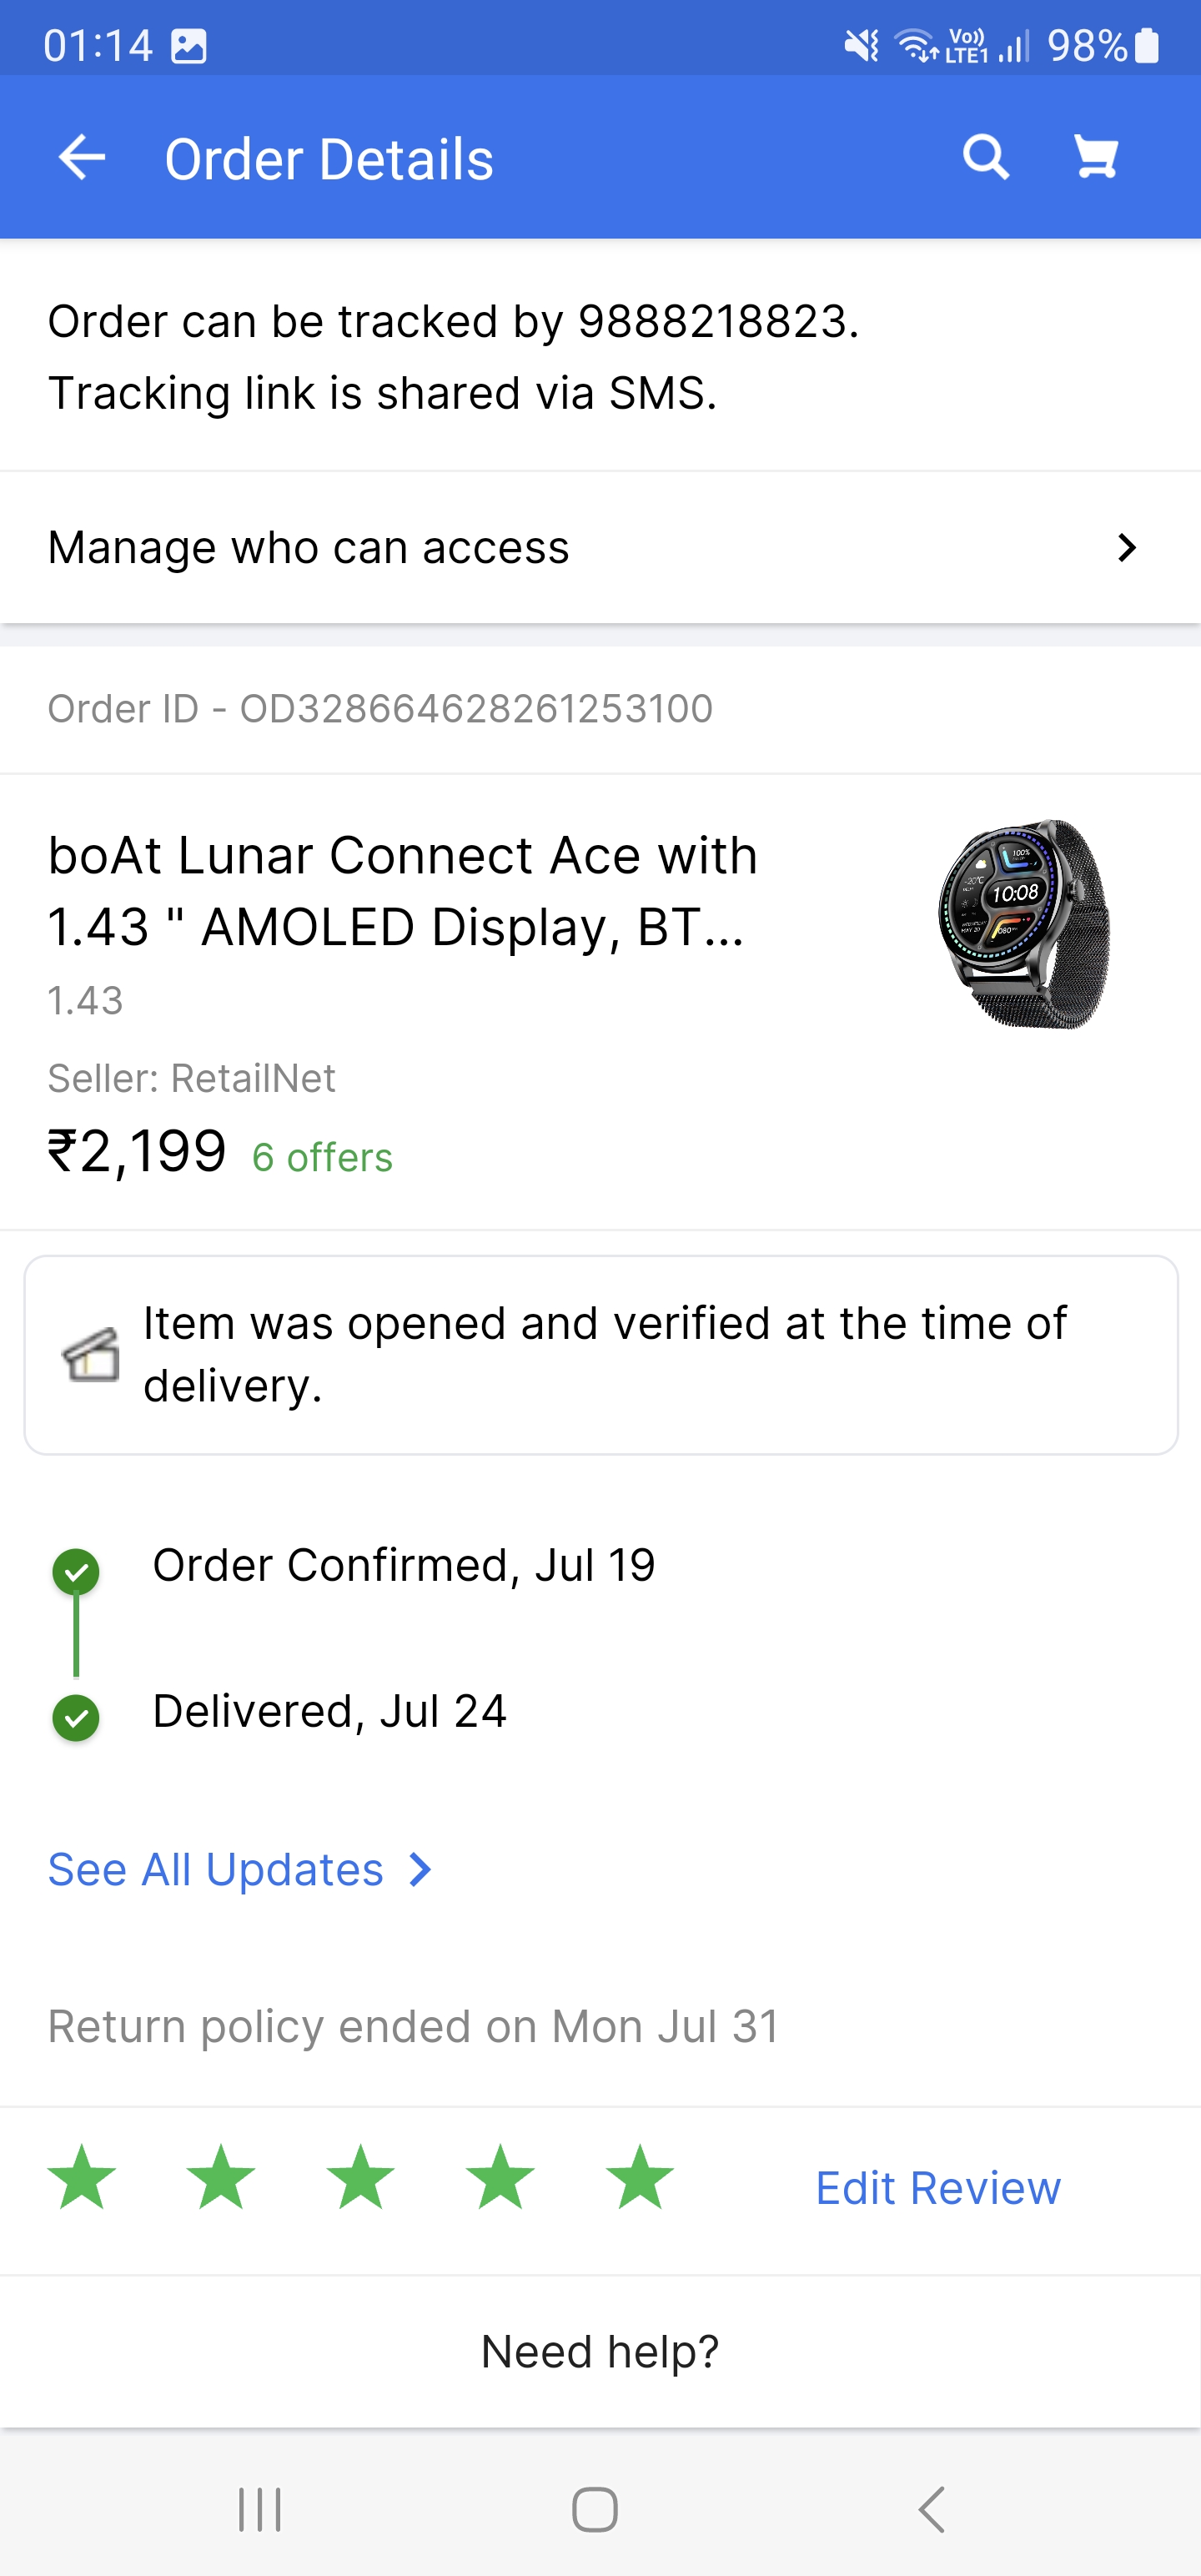 01:14
Vo)) LTE1 98%
Order Details
Order can be tracked by 9888218823.
Tracking link is shared via SMS.
Manage who can access
Order ID - OD328664628261253100
boAt Lunar Connect Ace with
1.43 " AMOLED Display, BT...
1.43
Seller: RetailNet
₹2,199 6 offers
100%
10:08
Item was opened and verified at the time of
delivery.
Order Confirmed, Jul 19
Delivered, Jul 24
See All Updates
Return policy ended on Mon Jul 31
Edit Review
Need help?